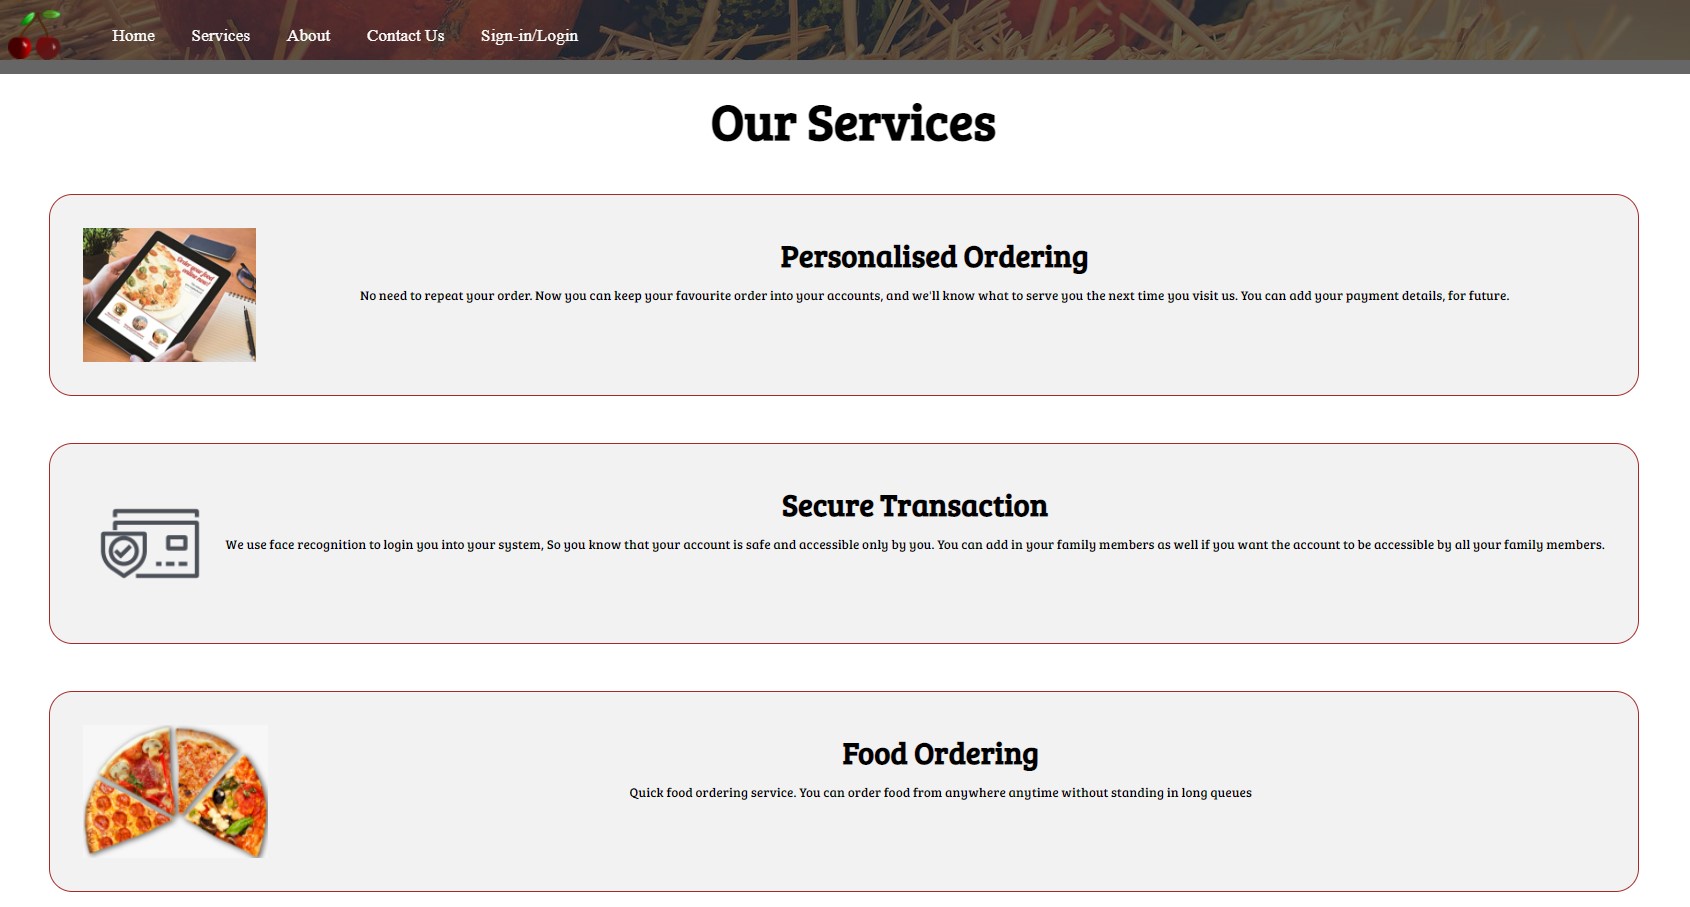 Home Services About Contact Us Sign-in/Login
Our Services
Order your food
online here!
Personalised Ordering
No need to repeat your order. Now you can keep your favourite order into your accounts, and we'll know what to serve you the next time you visit us. You can add your payment details, for future.
Secure Transaction
We use face recognition to login you into your system, So you know that your account is safe and accessible only by you. You can add in your family members as well if you want the account to be accessible by all your family members.
Food Ordering
Quick food ordering service. You can order food from anywhere anytime without standing in long queues